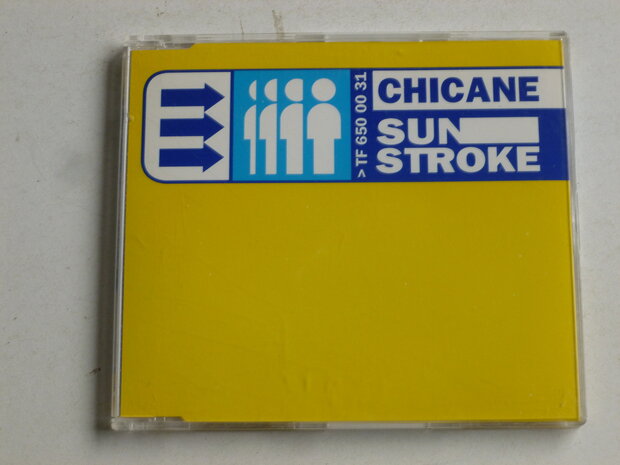 > TF 650 00 31
CHICANE
SUN
STROKE